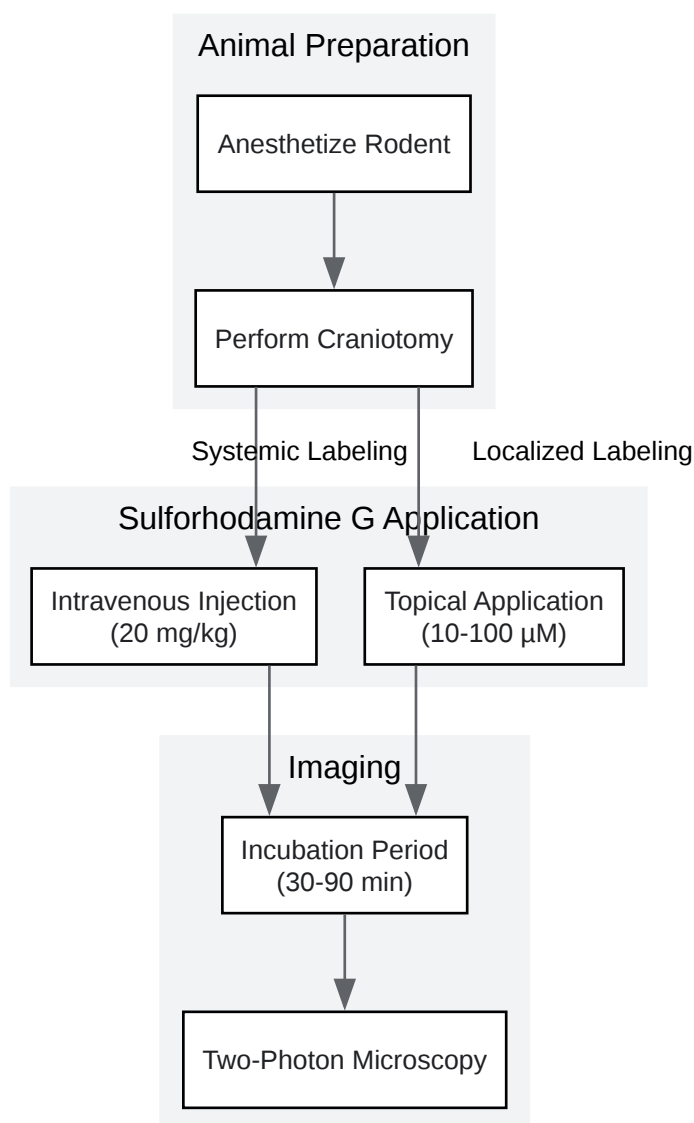 Animal Preparation
Anesthetize Rodent
Perform Craniotomy
Systemic Labeling
Localized Labeling
Sulforhodamine G Application
Intravenous Injection
(20 mg/kg)
Topical Application
(10-100 µM)
Imaging
Incubation Period
(30-90 min)
Two-Photon Microscopy